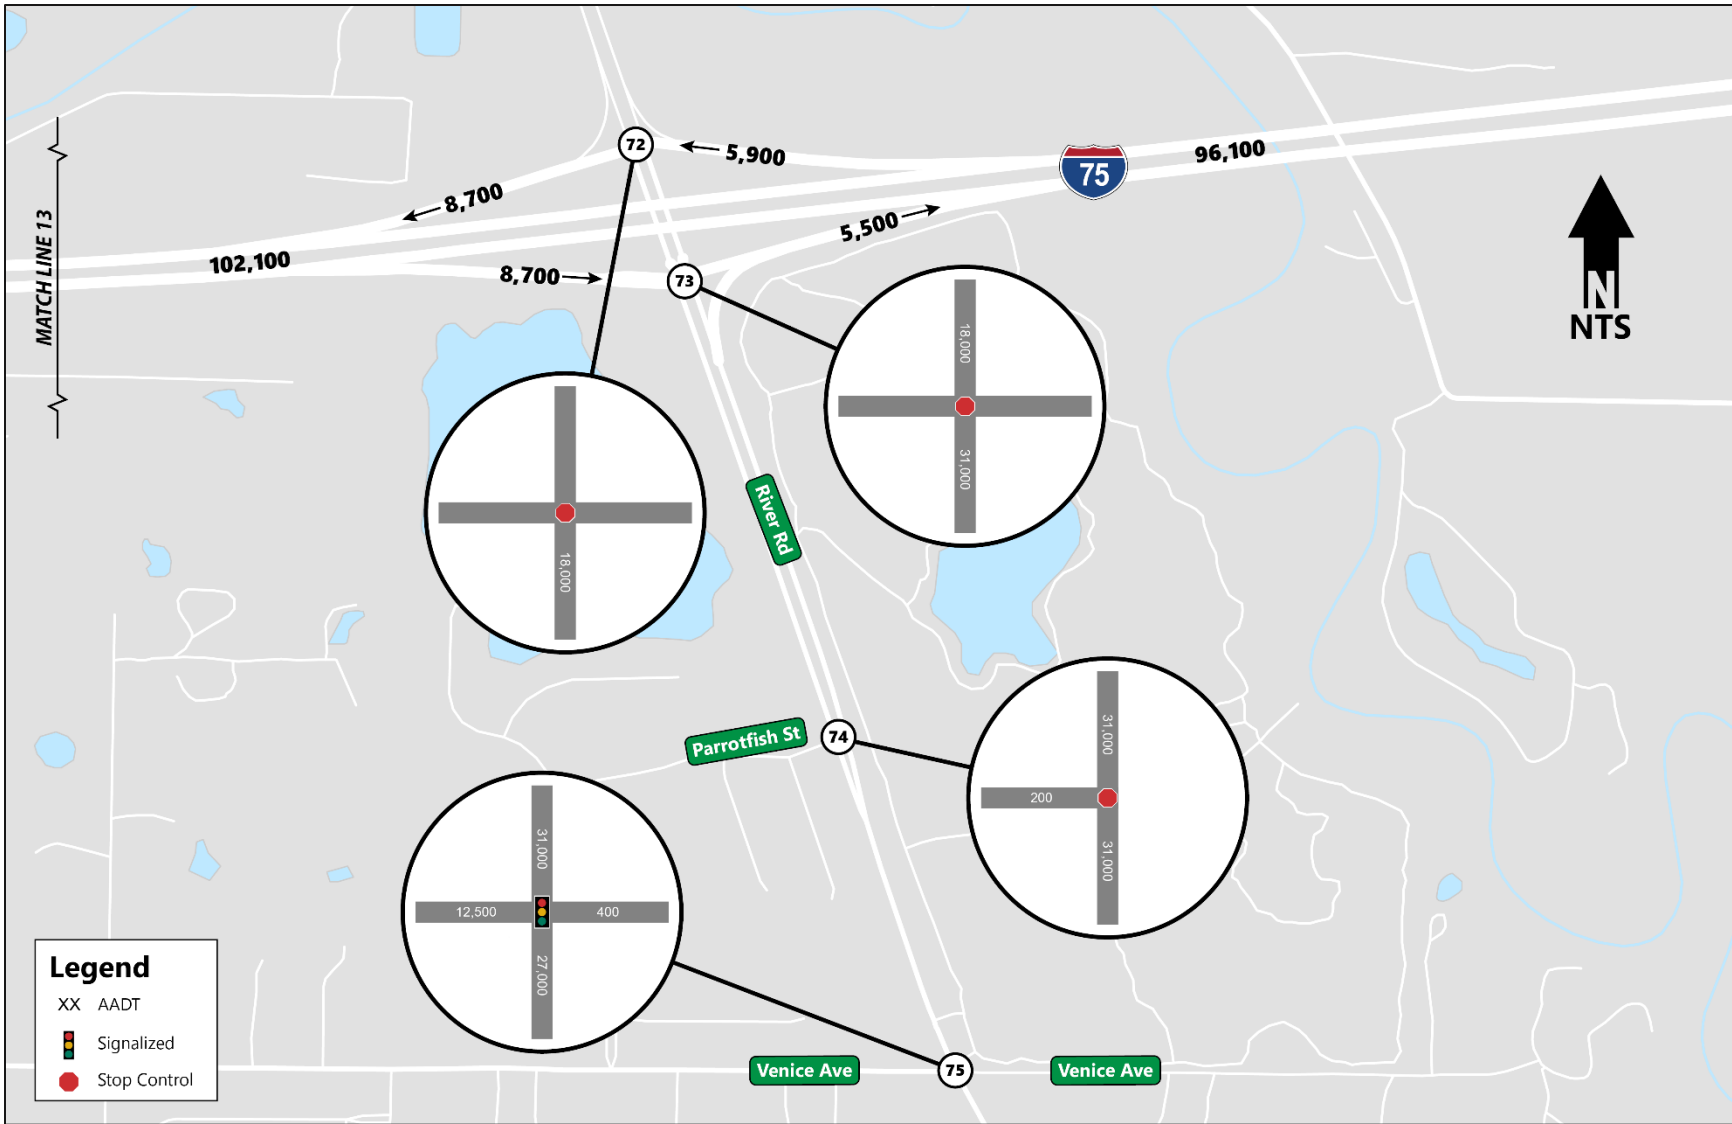 72
5,900
96,100
75
8,700
5,500
MATCH LINE 13
102,100
8,700
73
N
NTS
18,000
31,000
River Rd
18,000
Parrotfish St
74
31,000
200
31,000
31,000
12,500
400
27,000
Legend
XX AADT
Signalized
Stop Control
Venice Ave
75
Venice Ave